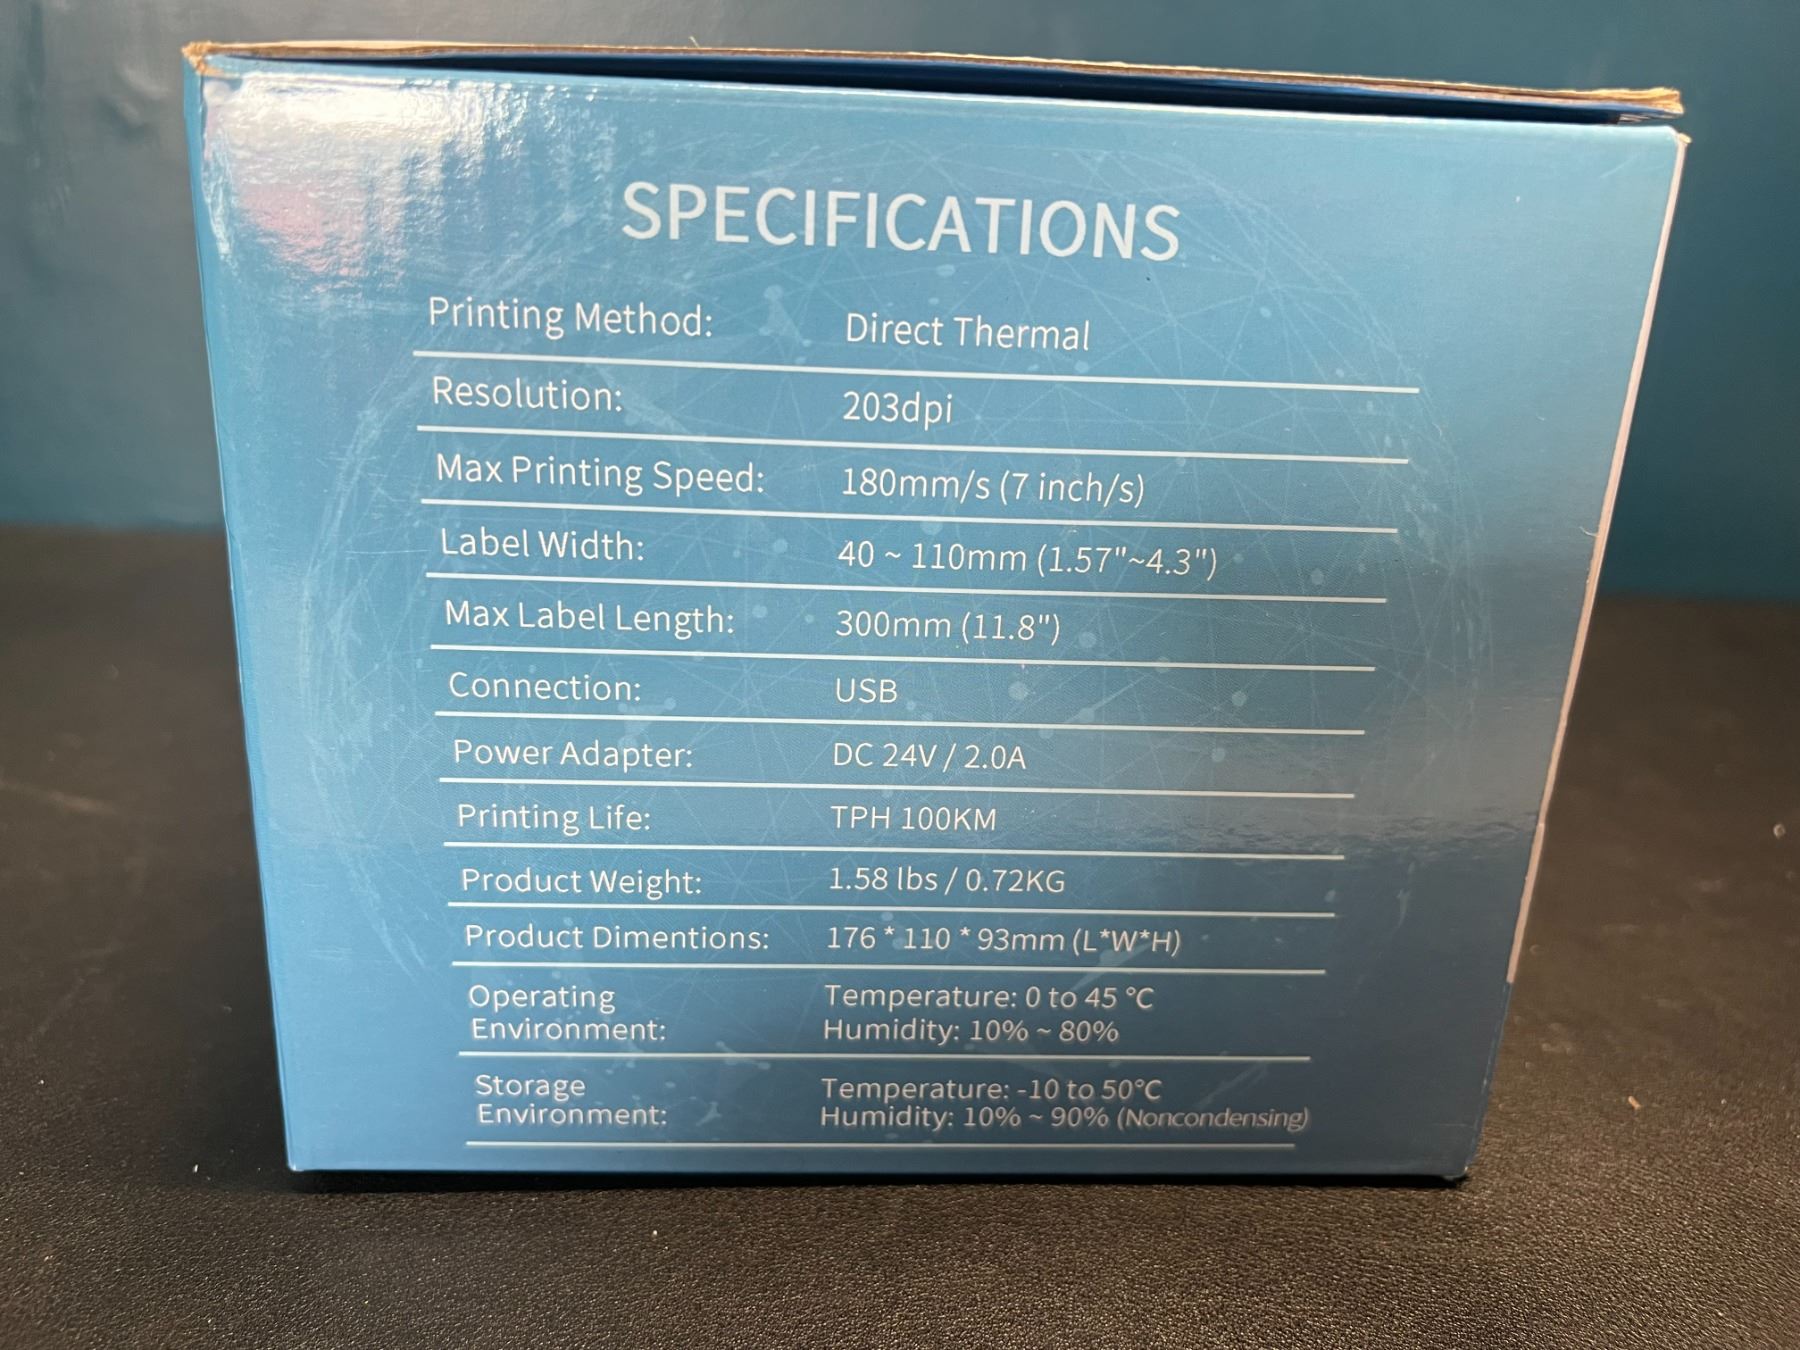 SPECIFICATIONS
Printing Method: Direct Thermal
Resolution: 203dpi
Max Printing Speed: 180mm/s (7 inch/s)
Label Width: 40 ~ 110mm (1.57"~4.3")
Max Label Length: 300mm (11.8")
Connection: USB
Power Adapter: DC 24V / 2.0A
Printing Life: TPH 100KM
Product Weight: 1.58 lbs / 0.72KG
Product Dimentions: 176 * 110 * 93mm (L*W*H)
Operating Temperature: 0 to 45 °C
Environment: Humidity: 10% ~ 80%
Storage Temperature: -10 to 50°C
Environment: Humidity: 10% ~ 90% (Noncondensing)